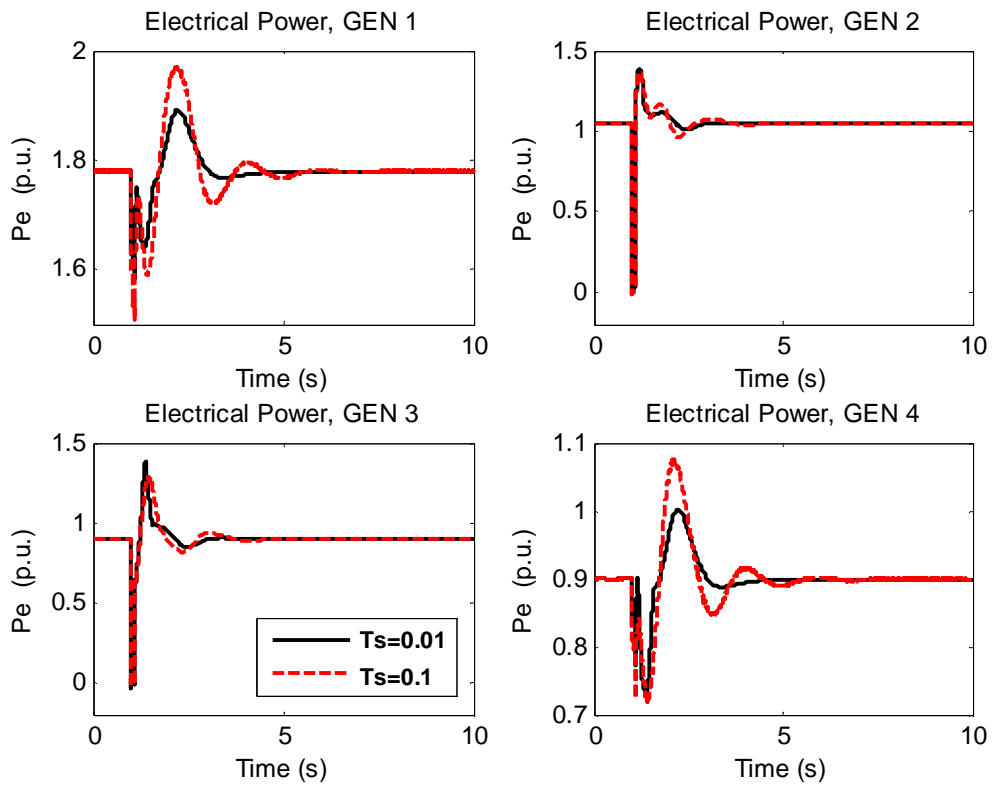 Electrical Power, GEN 1
2
1.8
1.6
Pe (p.u.)
0
5
10
Time (s)
Electrical Power, GEN 2
1.5
1
0.5
0
Pe (p.u.)
0
5
10
Time (s)
Electrical Power, GEN 3
1.5
1
0.5
0
Pe (p.u.)
Ts=0.01
Ts=0.1
0
5
10
Time (s)
Electrical Power, GEN 4
1.1
1
0.9
0.8
0.7
Pe (p.u.)
0
5
10
Time (s)